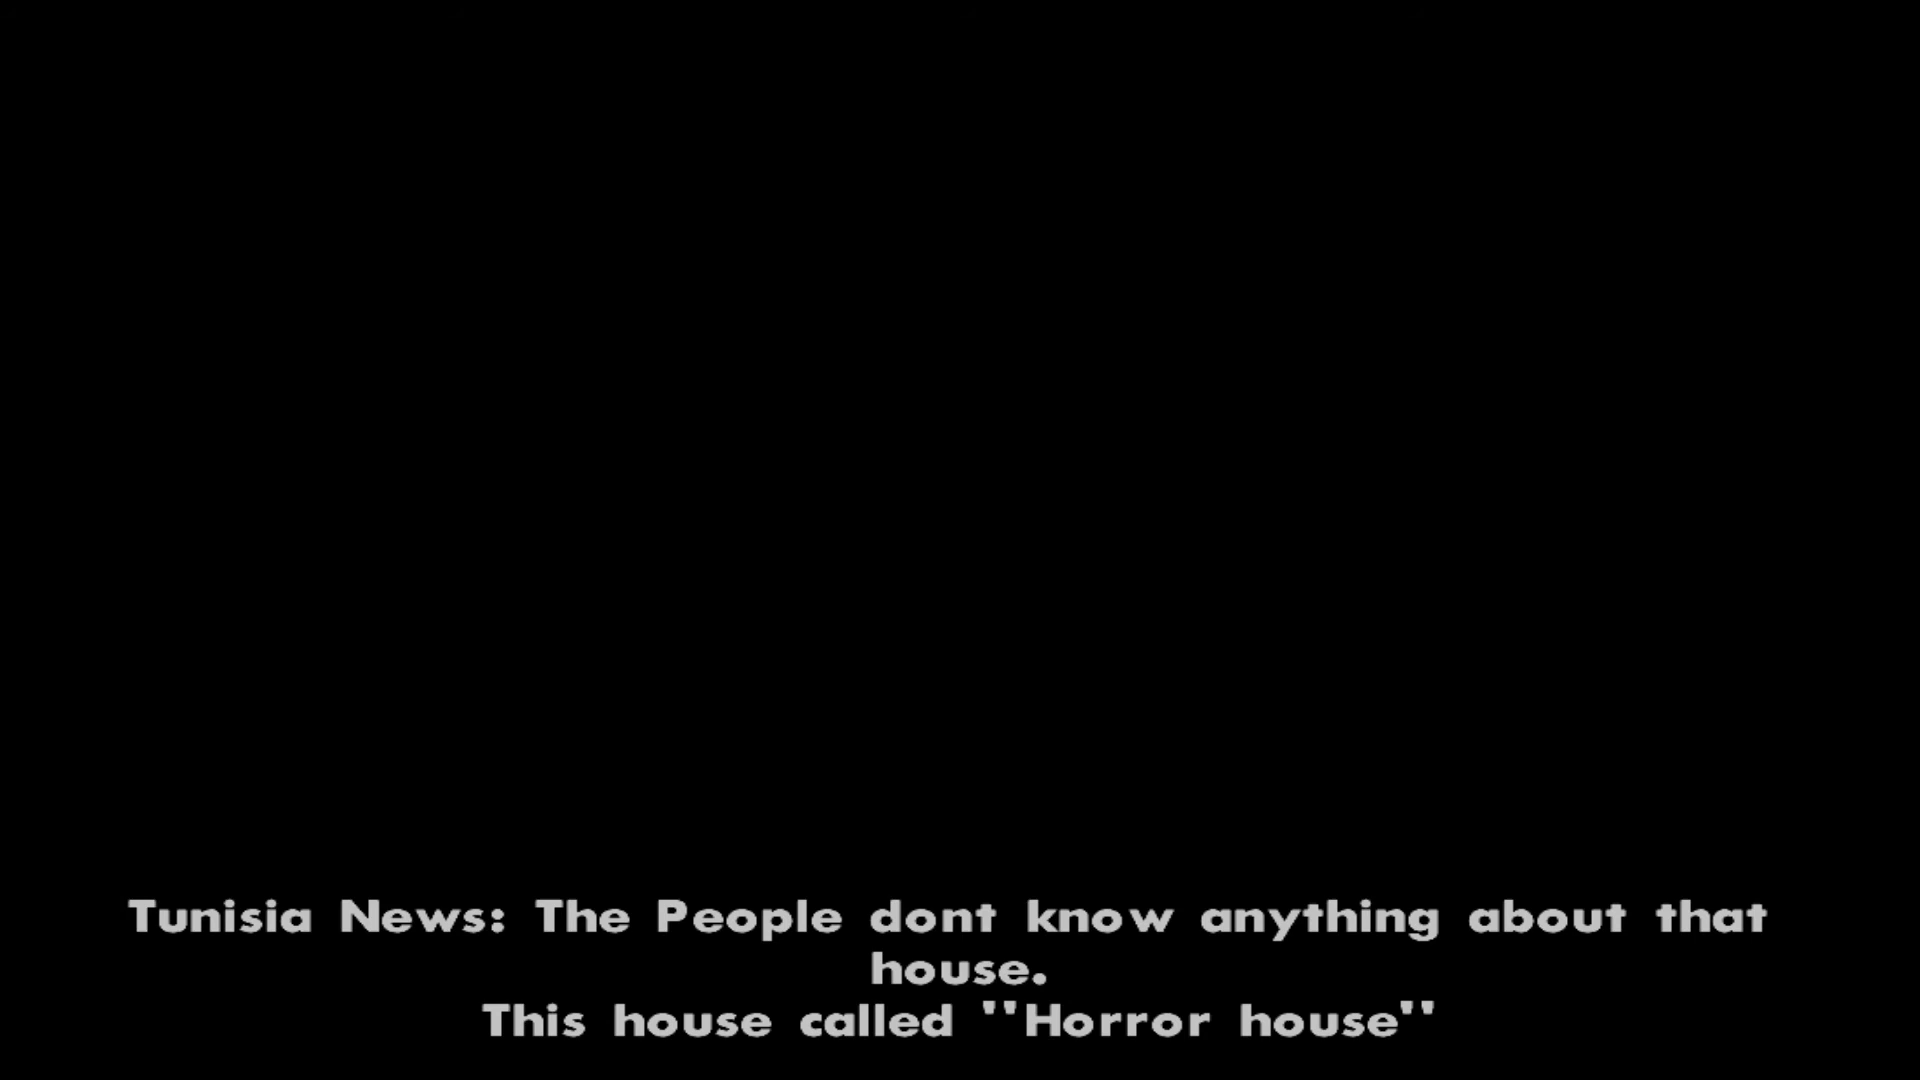 Tunisia News: The People dont know anything about that
house.
This house called ''Horror house''